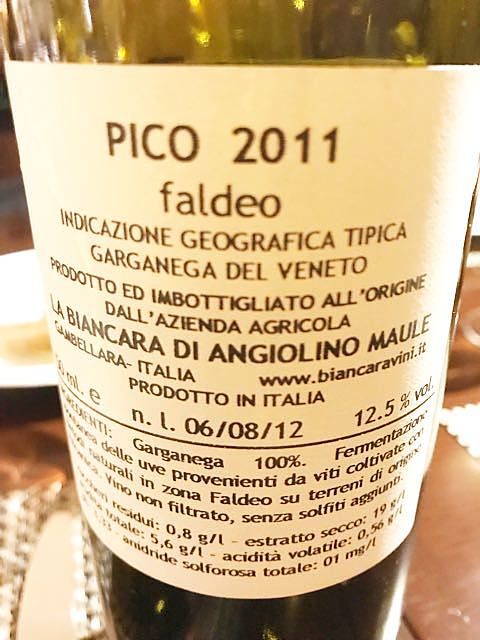 PICO 2011
faldeo
INDICAZIONE GEOGRAFICA TIPICA
GARGANEGA DEL VENETO
PRODOTTO ED IMBOTTIGLIATO ALL'ORIGINE
DALL'AZIENDA AGRICOLA
LA BIANCARA DI ANGIOLINO MAULE
GAMBELLARA- ITALIA www.biancaravini.it
ml. e PRODOTTO IN ITALIA
n. l. 06/08/12 12.5 % vol.
Garganega 100%. Fermentazione
delle uve provenienti da viti coltivate
naturali in zona Faldeo su terreni di origine
Vino non filtrato, senza solfiti aggiunti.
residui: 0,8 g/l - estratto secco: 19 g/l
totale: 5,6 g/l - acidità volatile: 0,56 g/l
anidride solforosa totale: 01 mg/l